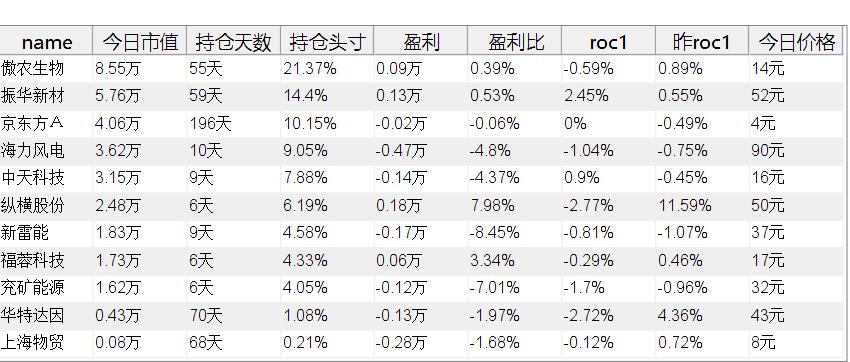 name 今日市值 持仓天数 持仓头寸 盈利 盈利比 roc1 昨roc1 今日价格
傲农生物 8.55万 55天 21.37% 0.09万 0.39% -0.59% 0.89% 14元
振华新材 5.76万 59天 14.4% 0.13万 0.53% 2.45% 0.55% 52元
京东方Ａ 4.06万 196天 10.15% -0.02万 -0.06% 0% -0.49% 4元
海力风电 3.62万 10天 9.05% -0.47万 -4.8% -1.04% -0.75% 90元
中天科技 3.15万 9天 7.88% -0.14万 -4.37% 0.9% -0.45% 16元
纵横股份 2.48万 6天 6.19% 0.18万 7.98% -2.77% 11.59% 50元
新雷能 1.83万 9天 4.58% -0.17万 -8.45% -0.81% -1.07% 37元
福蓉科技 1.73万 6天 4.33% 0.06万 3.34% -0.29% 0.46% 17元
兖矿能源 1.62万 6天 4.05% -0.12万 -7.01% -1.7% -0.96% 32元
华特达因 0.43万 70天 1.08% -0.13万 -1.97% -2.72% 4.36% 43元
上海物贸 0.08万 68天 0.21% -0.28万 -1.68% -0.12% 0.72% 8元